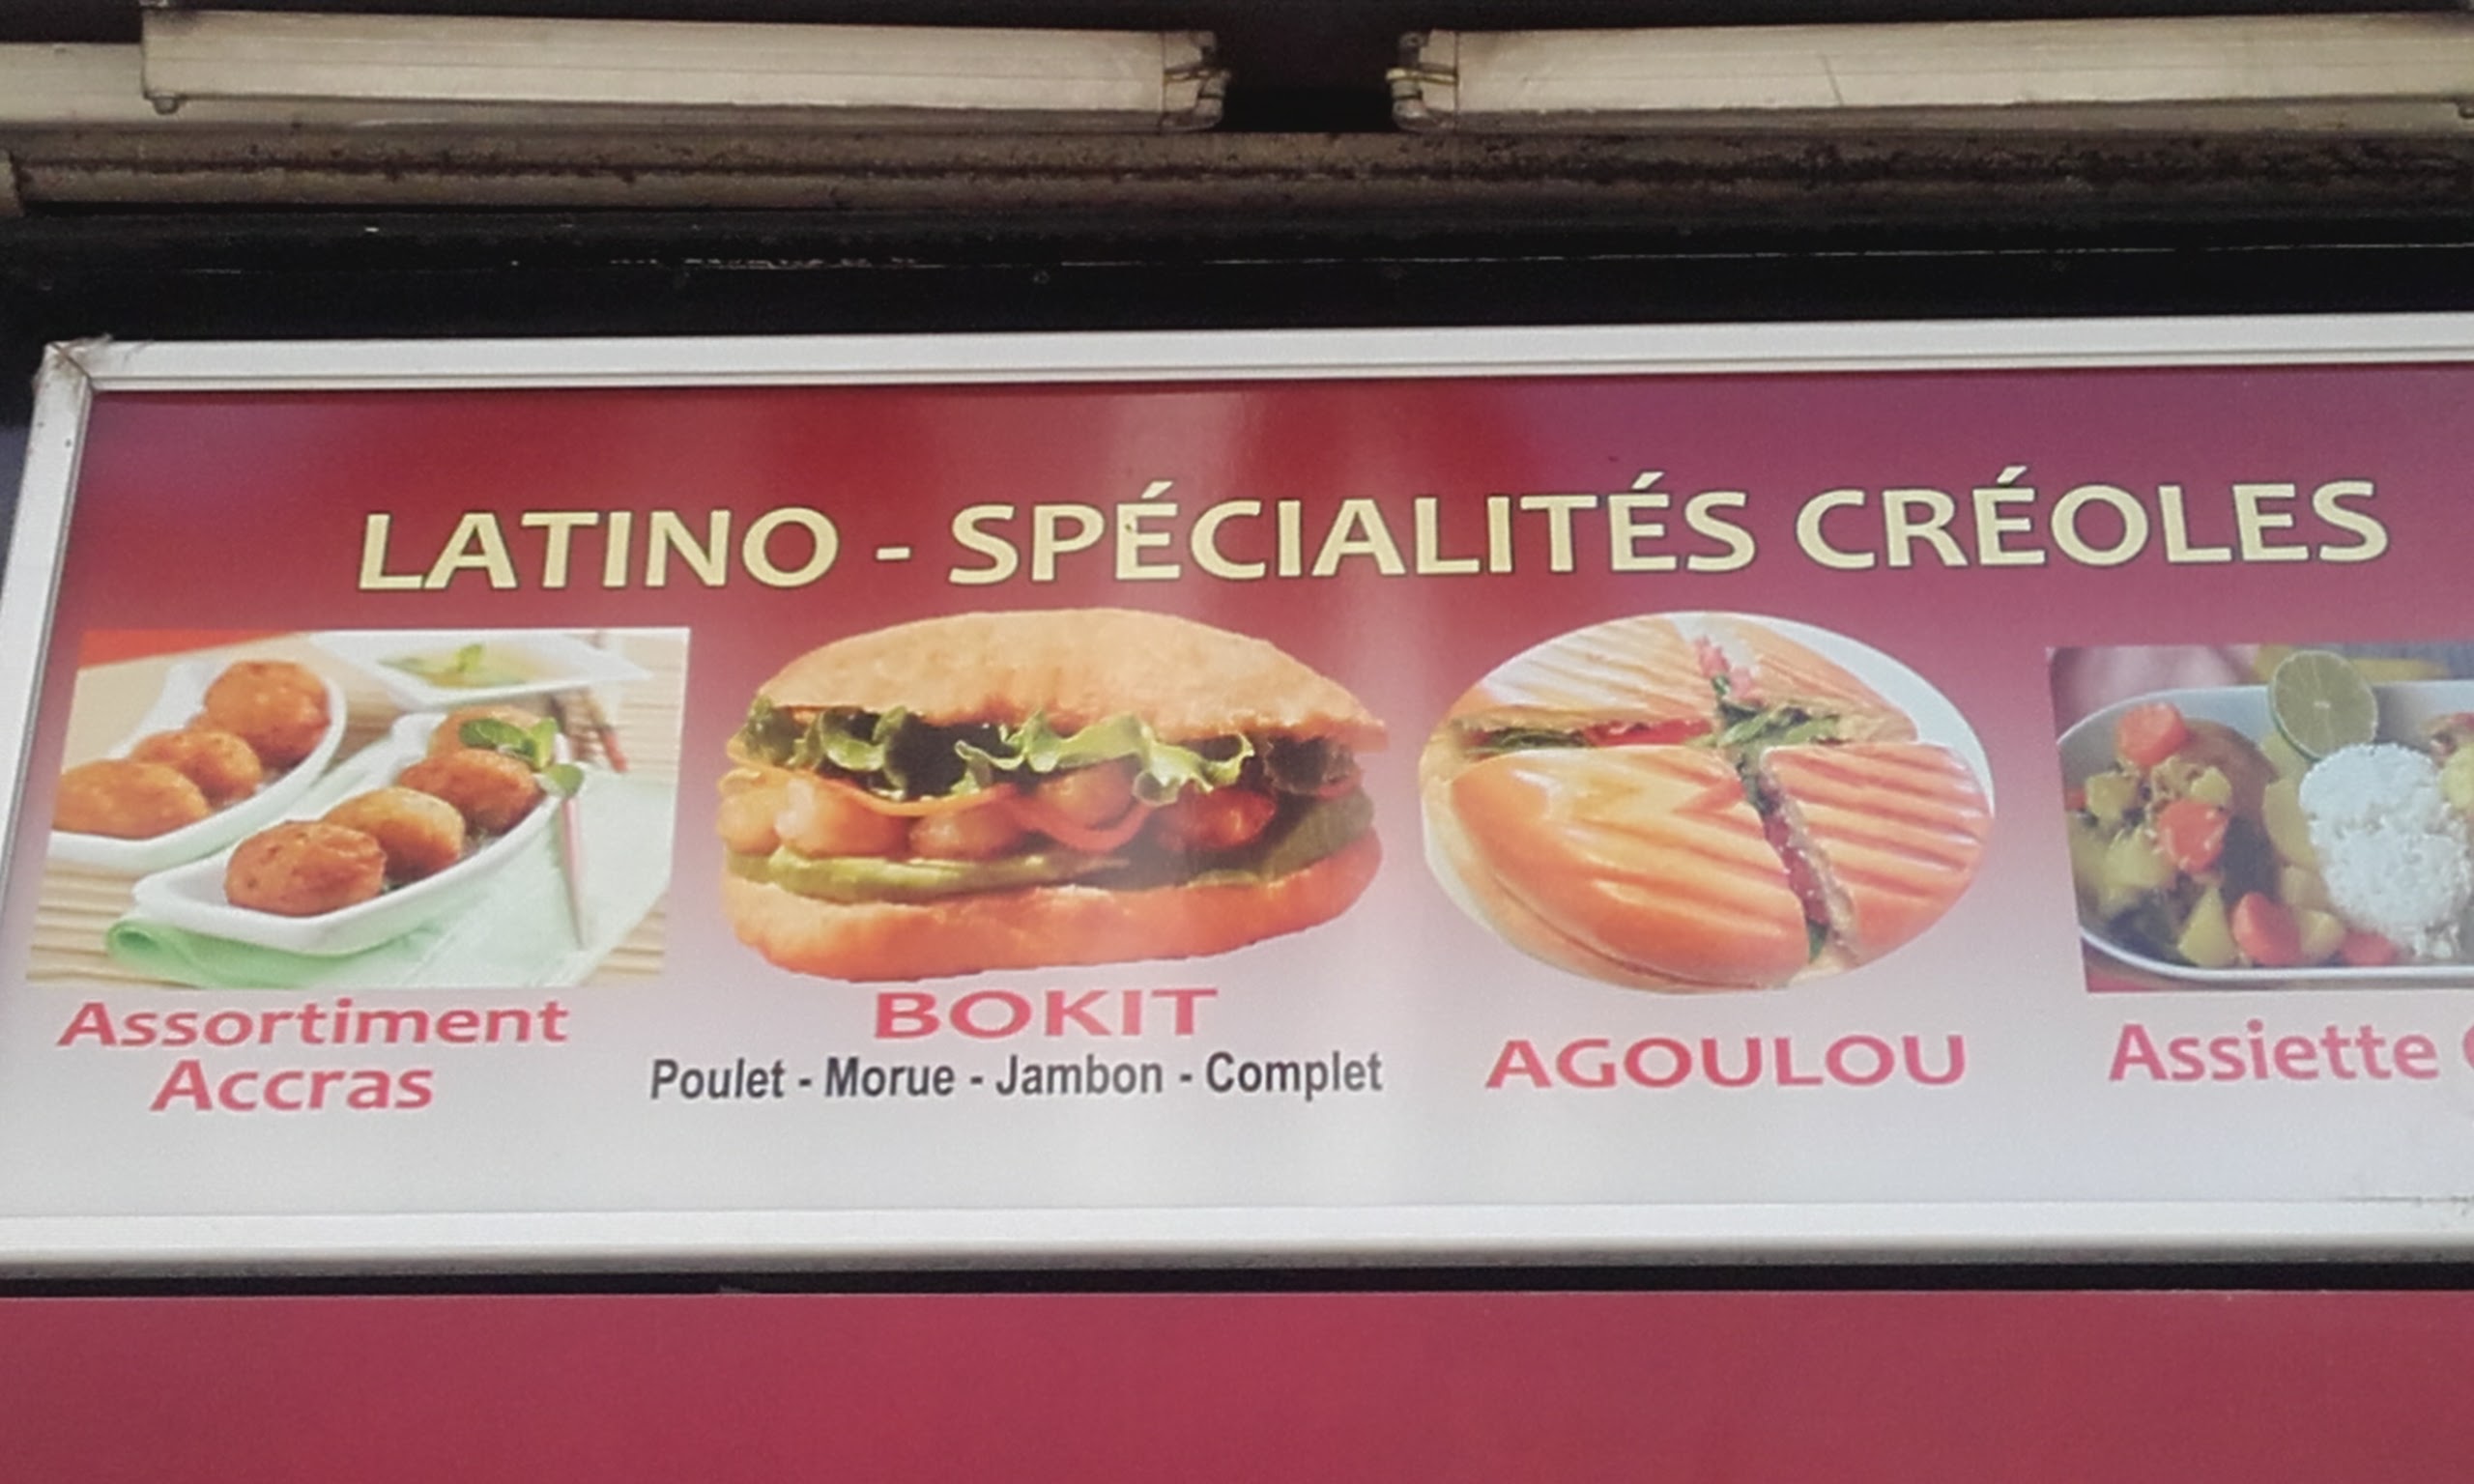 LATINO - SPÉCIALITÉS CRÉOLES
Assortiment
Accras
BOKIT
Poulet - Morue - Jambon - Complet
AGOULOU
Assiette